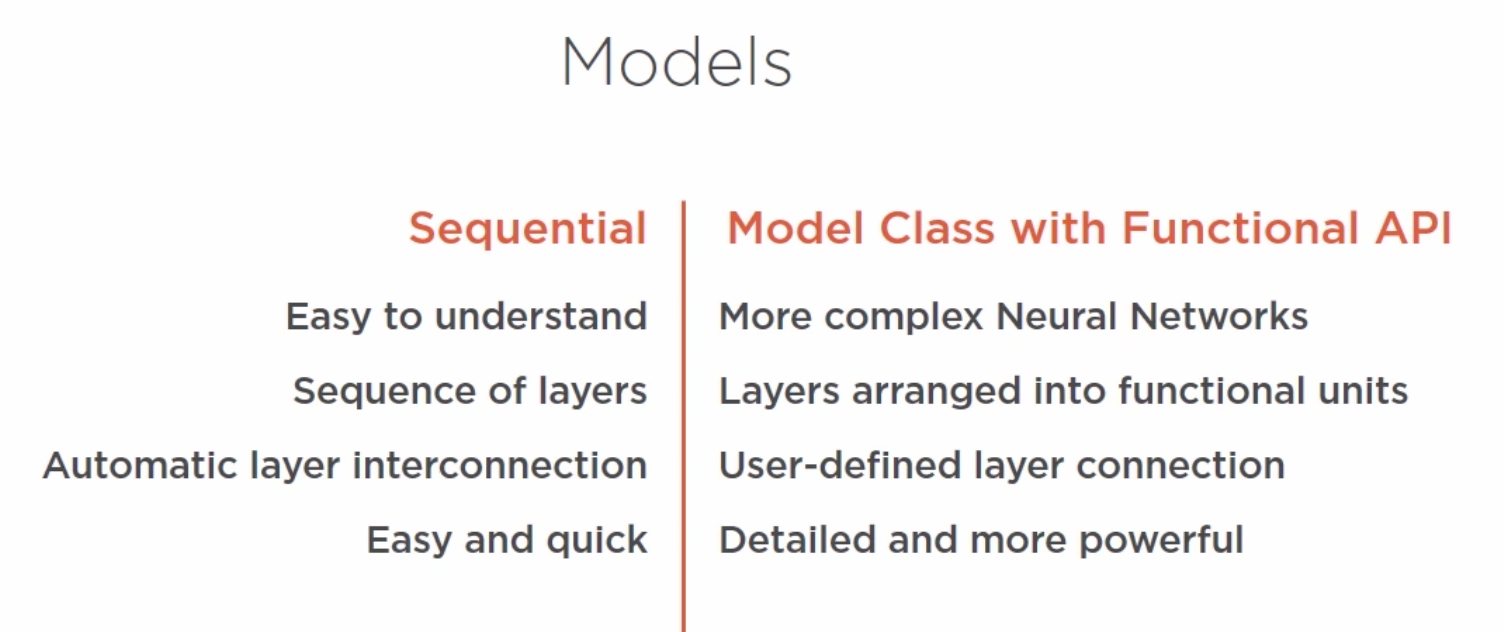 Models
Sequential
Easy to understand
Sequence of layers
Automatic layer interconnection
Easy and quick
Model Class with Functional API
More complex Neural Networks
Layers arranged into functional units
User-defined layer connection
Detailed and more powerful